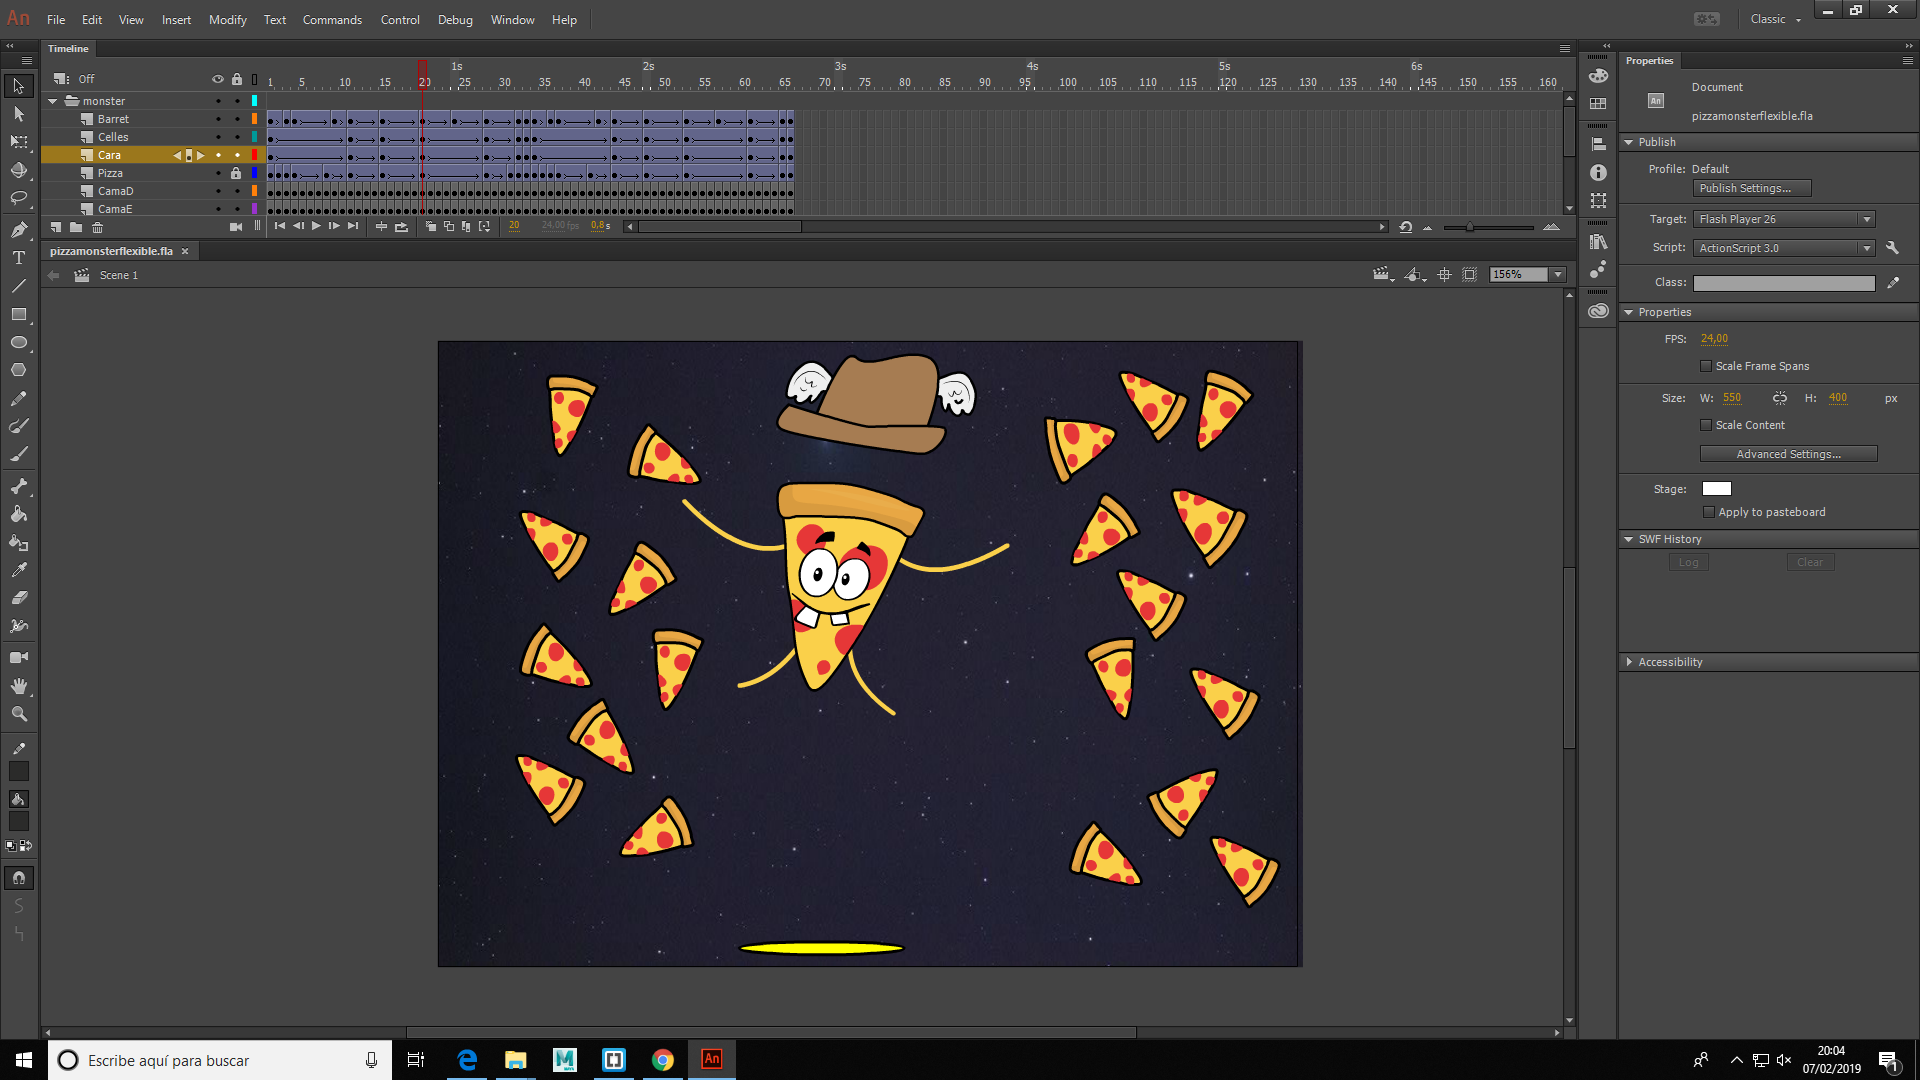 An File Edit View Insert Modify Text Commands Control Debug Window Help Classic
Timeline
Off
1s 2s 3s 4s 5s 6s
1 5 10 15 20 25 30 35 40 45 50 55 60 65 70 75 80 85 90 95 100 105 110 115 120 125 130 135 140 145 150 155 160
monster
Barret
Celles
Cara
Pizza
CamaD
CamaE
20 24,00 fps 0,8 s
pizzamonsterflexible.fla
Scene 1
156%
Properties
An Document
pizzamonsterflexible.fla
Publish
Profile: Default
Publish Settings...
Target: Flash Player 26
Script: ActionScript 3.0
Class:
Properties
FPS: 24,00
Scale Frame Spans
Size: W: 550 H: 400 px
Scale Content
Advanced Settings...
Stage:
Apply to pasteboard
SWF History
Log Clear
Accessibility
T
Escribe aquí para buscar
An
20:04
07/02/2019
1